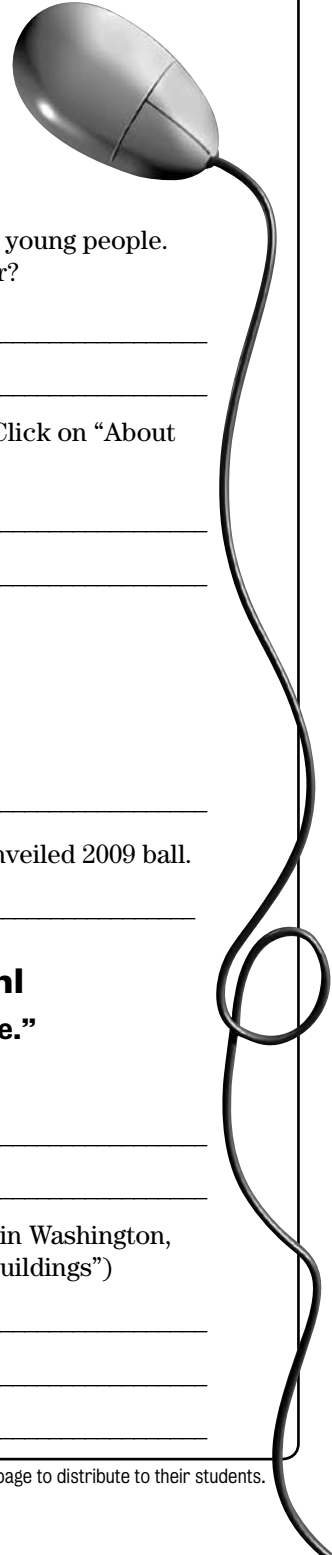 young people.
r?
Click on “About
nveiled 2009 ball.
nl
e.”
in Washington,
uildings”)
page to distribute to their students.